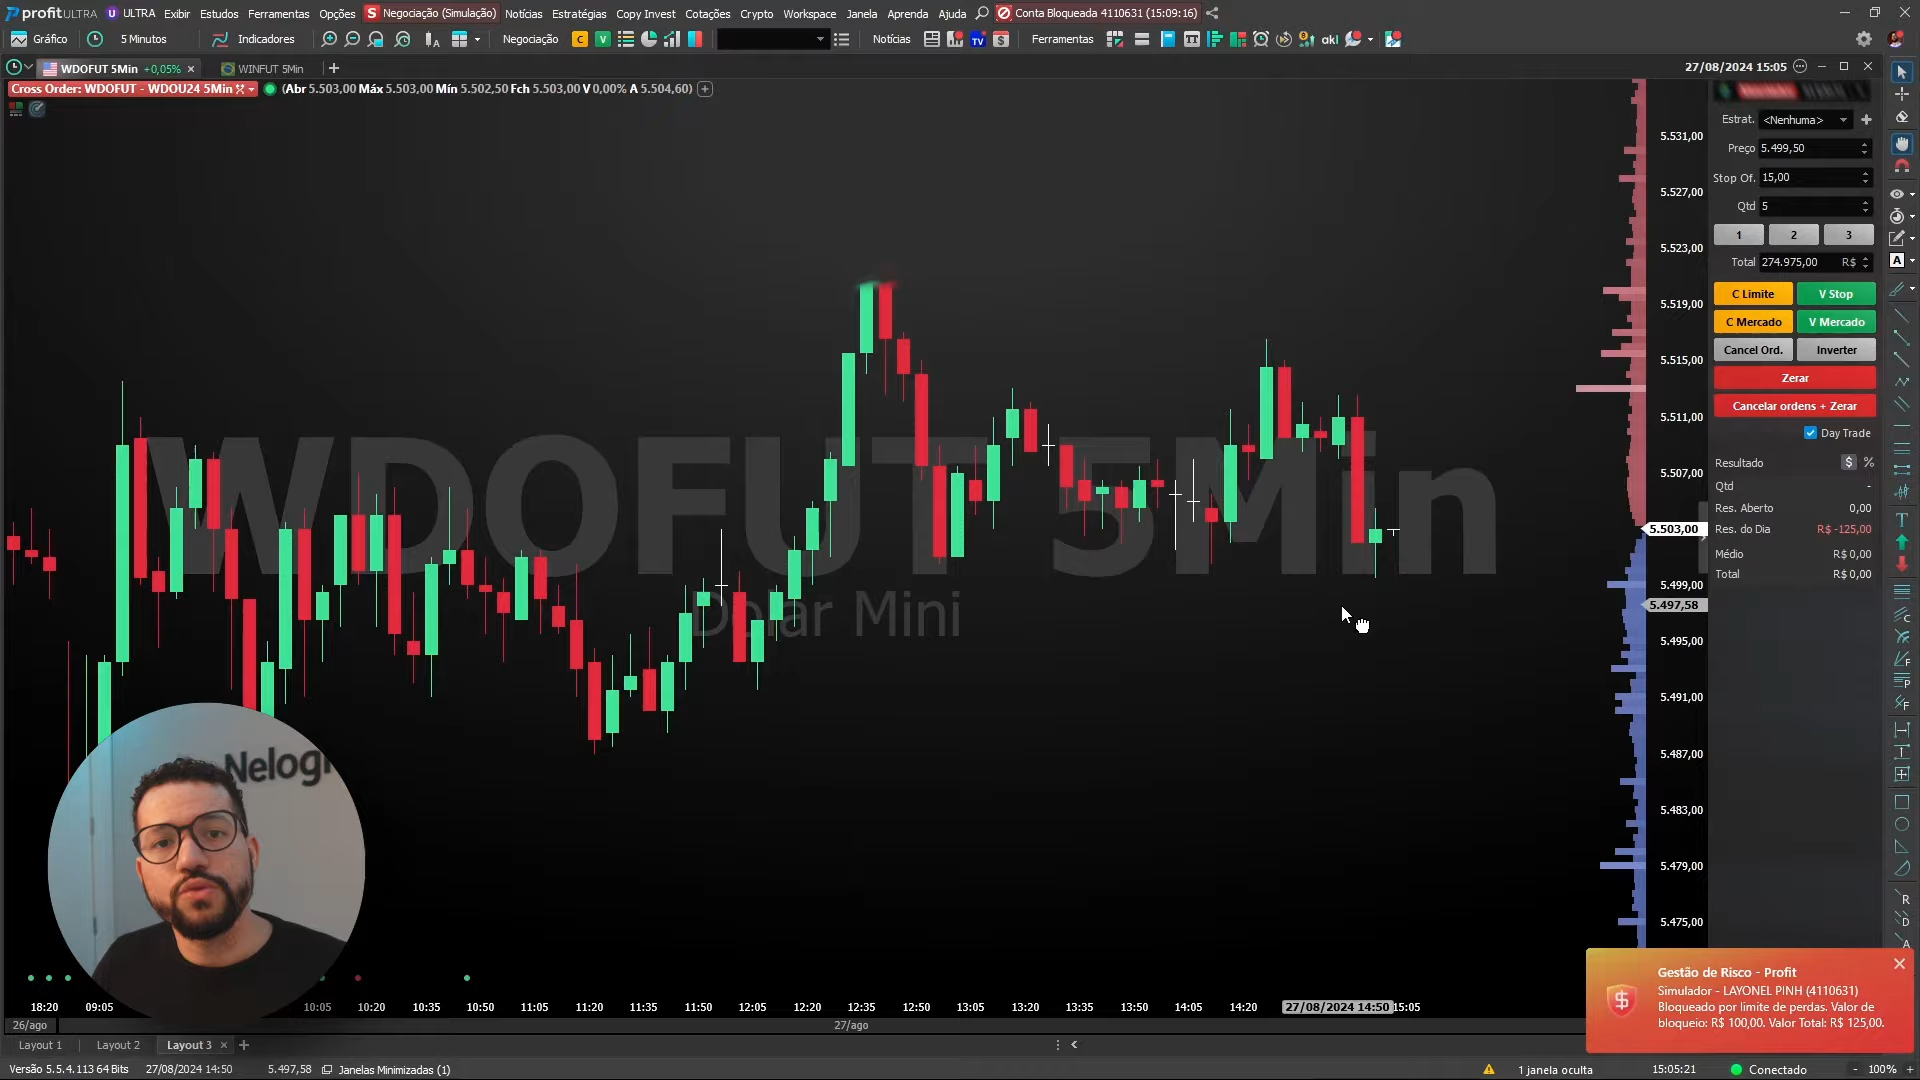 profitULTRA U ULTRA Exibir Estudos Ferramentas Opções S Negociação (Simulação) Notícias Estratégias Copy Invest Cotações Crypto Workspace Janela Aprenda Ajuda Conta Bloqueada 4110631 (15:09:16)
Gráfico 5 Minutos Indicadores Negociação C V Notícias TV Ferramentas akl
WDOFUT 5Min +0,05% × WINFUT 5Min + 27/08/2024 15:05
Cross Order: WDOFUT - WDOU24 5Min (Abr 5.503,00 Máx 5.503,00 Mín 5.502,50 Fch 5.503,00 V 0,00% A 5.504,60)
WDOFUT 5Min
Dolar Mini
Nelogi
5.531,00
5.527,00
5.523,00
5.519,00
5.515,00
5.511,00
5.507,00
5.503,00
5.499,00
5.497,58
5.495,00
5.491,00
5.487,00
5.483,00
5.479,00
5.475,00
Estrat. <Nenhuma>
Preço 5.499,50
Stop Of. 15,00
Qtd 5
1 2 3
Total 274.975,00 R$
C Limite V Stop
C Mercado V Mercado
Cancel Ord. Inverter
Zerar
Cancelar ordens + Zerar
Day Trade
Resultado $ %
Qtd -
Res. Aberto 0,00
Res. do Dia R$ -125,00
Médio R$ 0,00
Total R$ 0,00
Gestão de Risco - Profit
Simulador - LAYONEL PINH (4110631)
Bloqueado por limite de perdas. Valor de
bloqueio: R$ 100,00. Valor Total: R$ 125,00.
18:20 09:05 10:05 10:20 10:35 10:50 11:05 11:20 11:35 11:50 12:05 12:20 12:35 12:50 13:05 13:20 13:35 13:50 14:05 14:20 27/08/2024 14:50 15:05
26/ago 27/ago
Layout 1 Layout 2 Layout 3 × +
Versão 5.5.4.113 64 Bits 27/08/2024 14:50 5.497,58 Janelas Minimizadas (1) 1 janela oculta 15:05:21 Conectado - 100% +